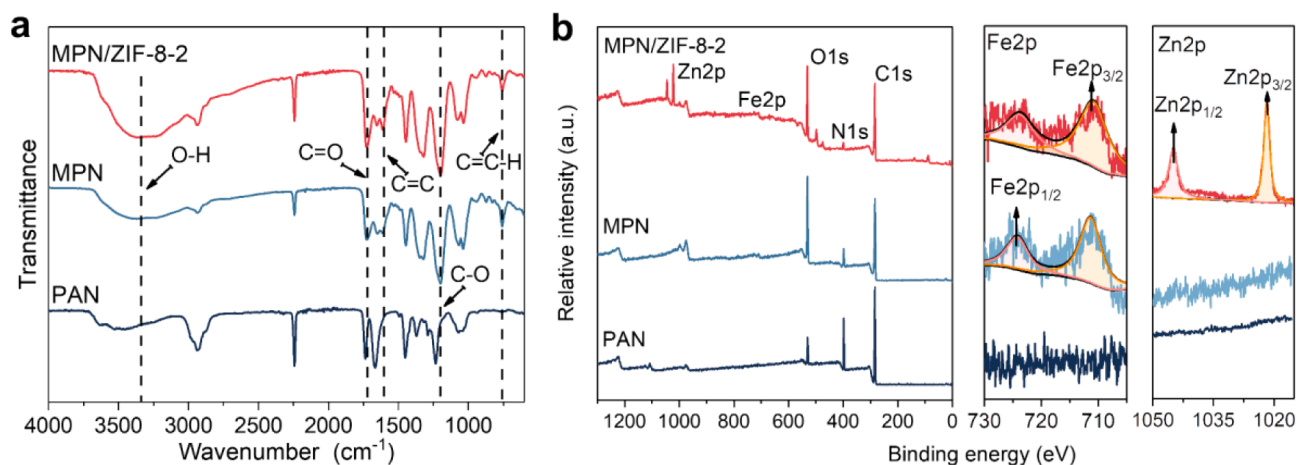 a
MPN/ZIF-8-2
O-H
C=O
C=C
C=C-H
MPN
C-O
PAN
Transmittance
4000 3500 3000 2500 2000 1500 1000
Wavenumber (cm⁻¹)
b
MPN/ZIF-8-2
Zn2p
Fe2p
O1s
N1s
C1s
MPN
PAN
Relative intensity (a.u.)
1200 1000 800 600 400 200 0
Fe2p
Fe2p3/2
Fe2p1/2
730 720 710
Zn2p
Zn2p3/2
Zn2p1/2
1050 1035 1020
Binding energy (eV)